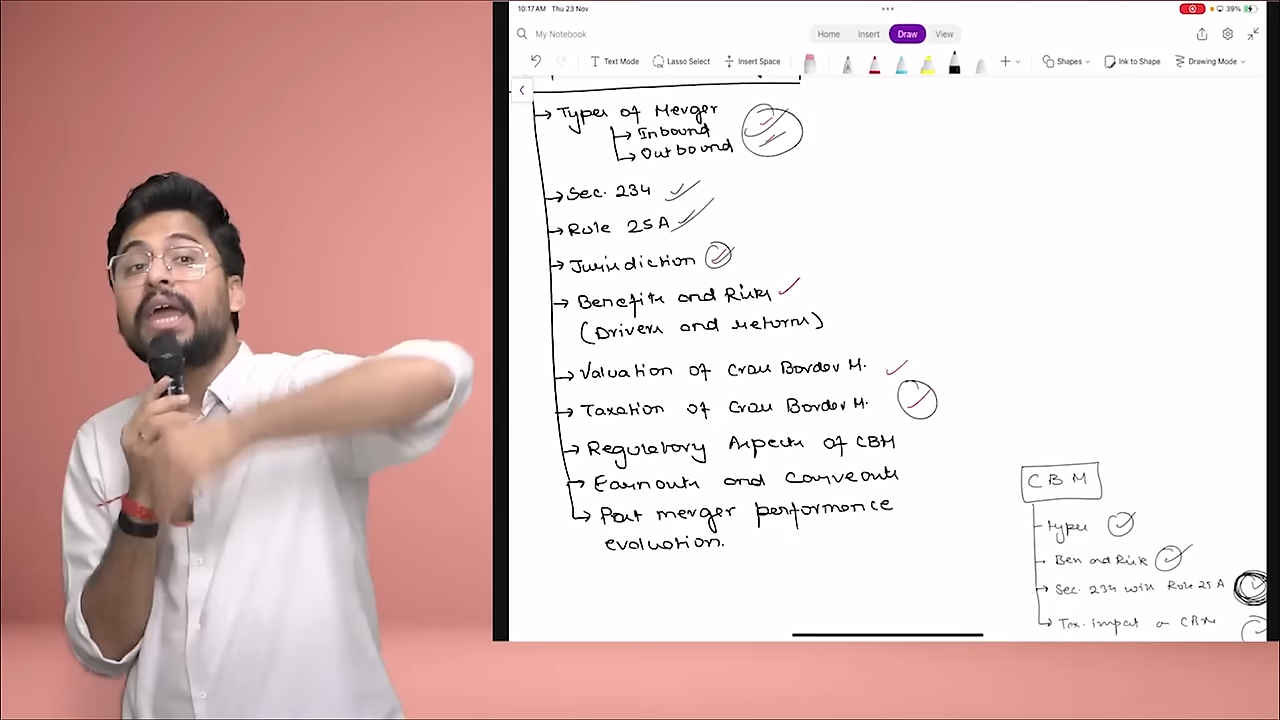 10:17 AM Thu 23 Nov
39%
My Notebook
Home Insert Draw View
Text Mode Lasso Select Insert Space Shapes Ink to Shape Drawing Mode
Types of Merger
Inbound
Outbound
Sec. 234
Rule 25A
Jurisdiction
Benefits and Risks
(Drivers and returns)
Valuation of Cross Border M.
Taxation of Cross Border M.
Regulatory Aspects of CBM
Earnouts and carveouts
Post merger performance
evaluation.
CBM
types
Ben and Risk
Sec. 234 with Rule 25A
Tax. impact